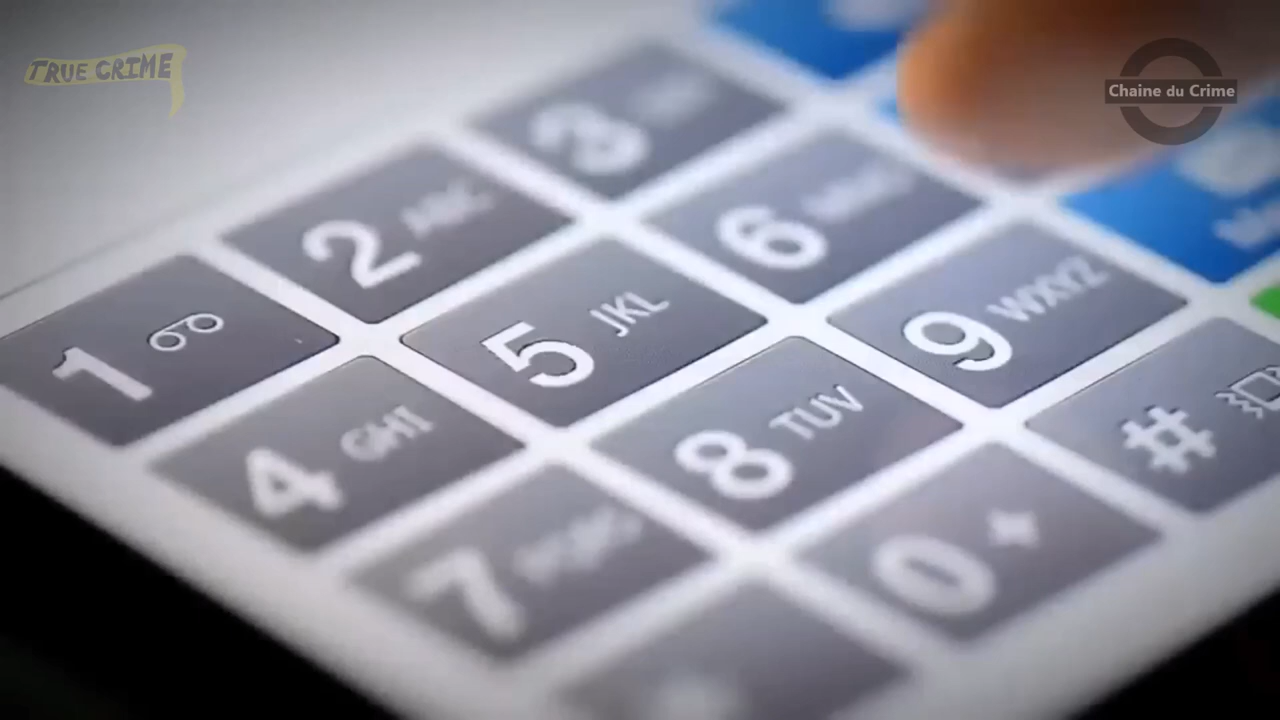 TRUE CRIME
Chaine du Crime
1
2 ABC
3
4 GHI
5 JKL
6 MNO
7 PQRS
8 TUV
9 WXYZ
0 +
#